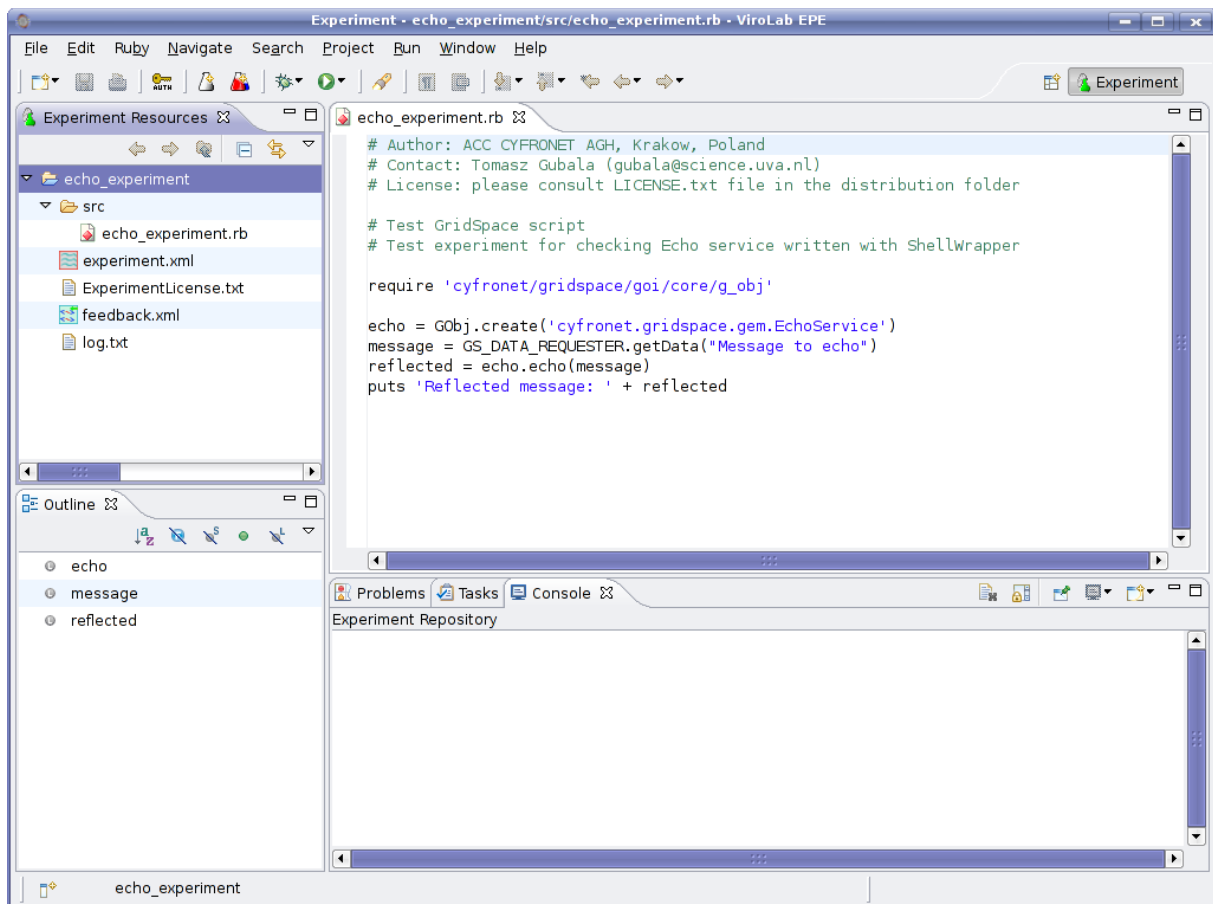 Experiment - echo_experiment/src/echo_experiment.rb - ViroLab EPE
File Edit Ruby Navigate Search Project Run Window Help
AUTH
Experiment
Experiment Resources
echo_experiment
src
echo_experiment.rb
experiment.xml
ExperimentLicense.txt
feedback.xml
log.txt
echo_experiment.rb
# Author: ACC CYFRONET AGH, Krakow, Poland
# Contact: Tomasz Gubala (gubala@science.uva.nl)
# License: please consult LICENSE.txt file in the distribution folder
# Test GridSpace script
# Test experiment for checking Echo service written with ShellWrapper
require 'cyfronet/gridspace/goi/core/g_obj'
echo = GObj.create('cyfronet.gridspace.gem.EchoService')
message = GS_DATA_REQUESTER.getData("Message to echo")
reflected = echo.echo(message)
puts 'Reflected message: ' + reflected
Outline
a z S L
echo
message
reflected
Problems Tasks Console
Experiment Repository
echo_experiment